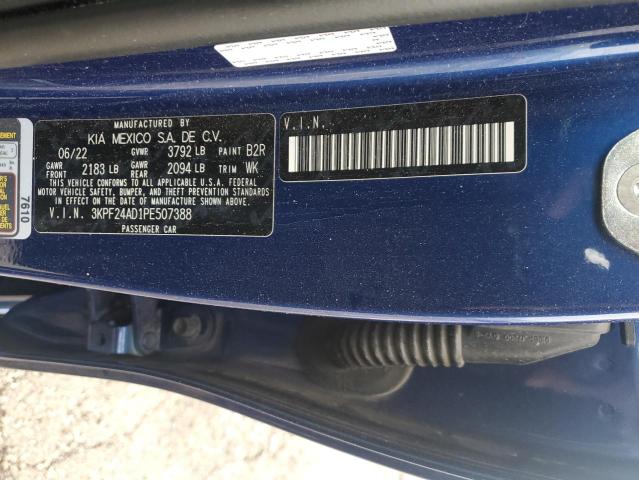 MANUFACTURED BY
KIA MEXICO S.A. DE C.V.
06/22 GVWR 3792 LB PAINT B2R
GAWR FRONT 2183 LB GAWR REAR 2094 LB TRIM WK
THIS VEHICLE CONFORMS TO ALL APPLICABLE U.S.A. FEDERAL
MOTOR VEHICLE SAFETY, BUMPER, AND THEFT PREVENTION STANDARDS
IN EFFECT ON THE DATE OF MANUFACTURE SHOWN ABOVE.
V.I.N. 3KPF24AD1PE507388
PASSENGER CAR
V.I.N.
7610